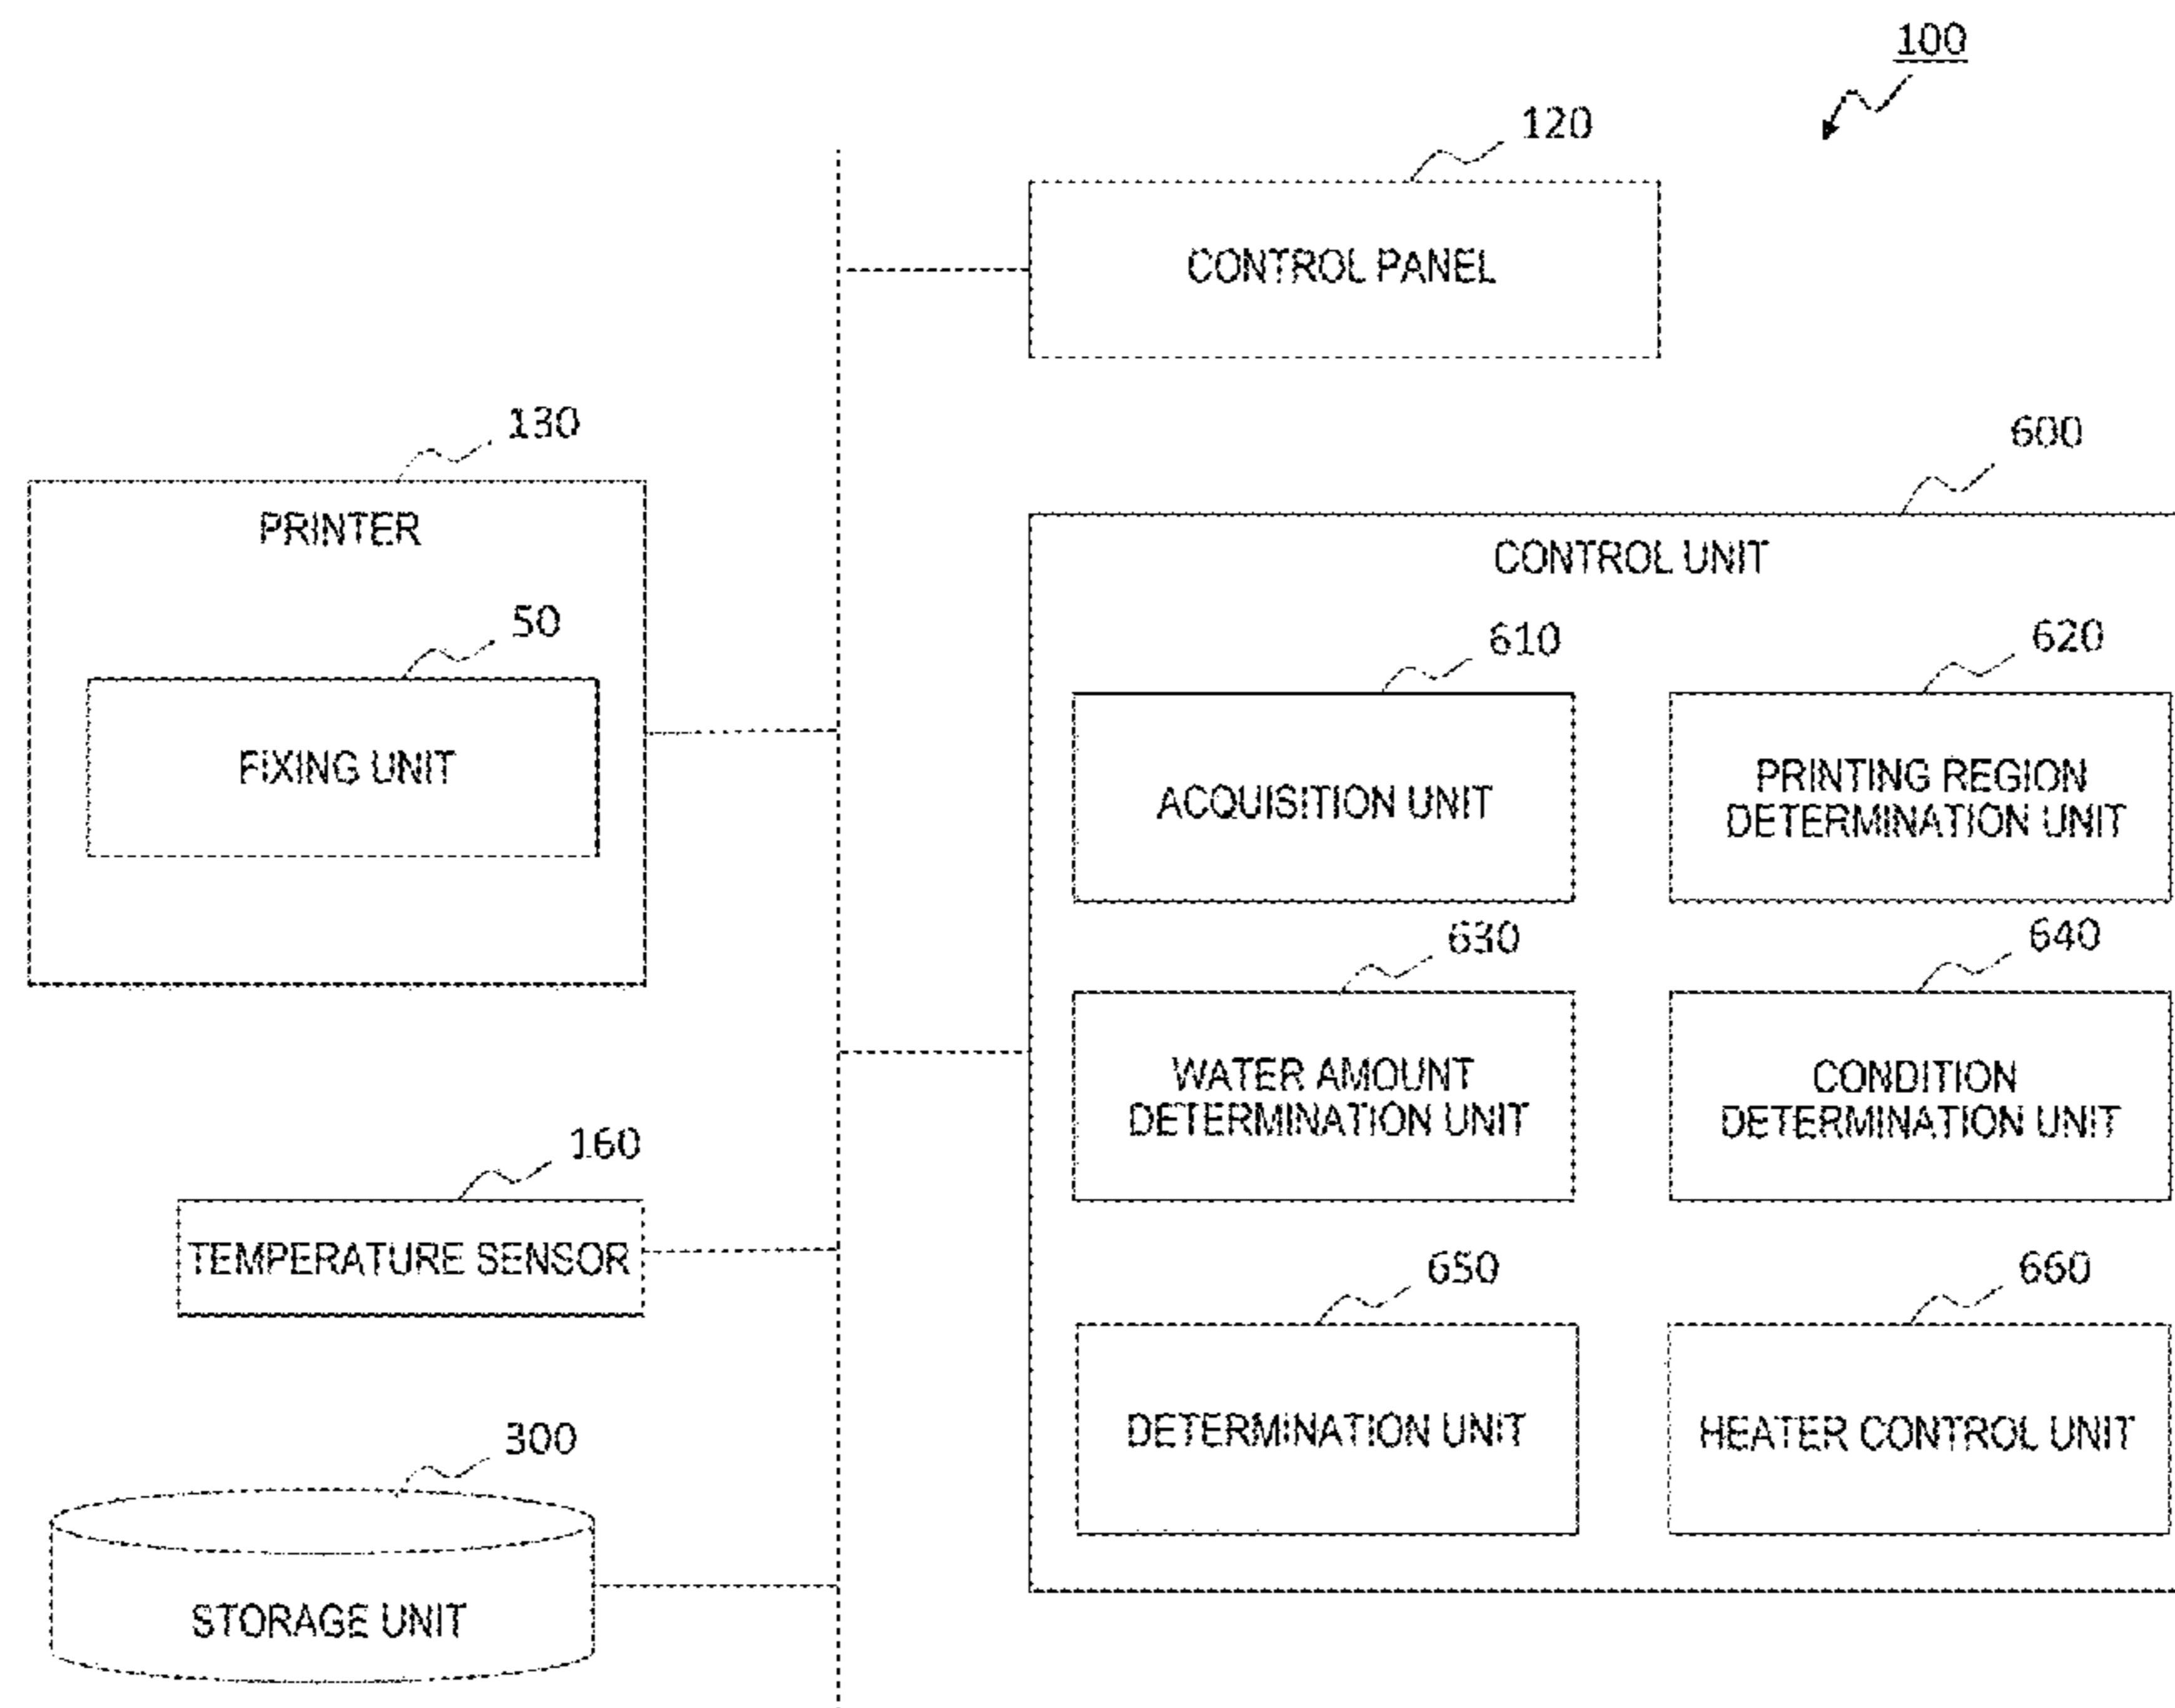 100
120
CONTROL PANEL
130
PRINTER
50
FIXING UNIT
600
CONTROL UNIT
610
ACQUISITION UNIT
620
PRINTING REGION
DETERMINATION UNIT
630
WATER AMOUNT
DETERMINATION UNIT
640
CONDITION
DETERMINATION UNIT
160
TEMPERATURE SENSOR
650
DETERMINATION UNIT
660
HEATER CONTROL UNIT
300
STORAGE UNIT